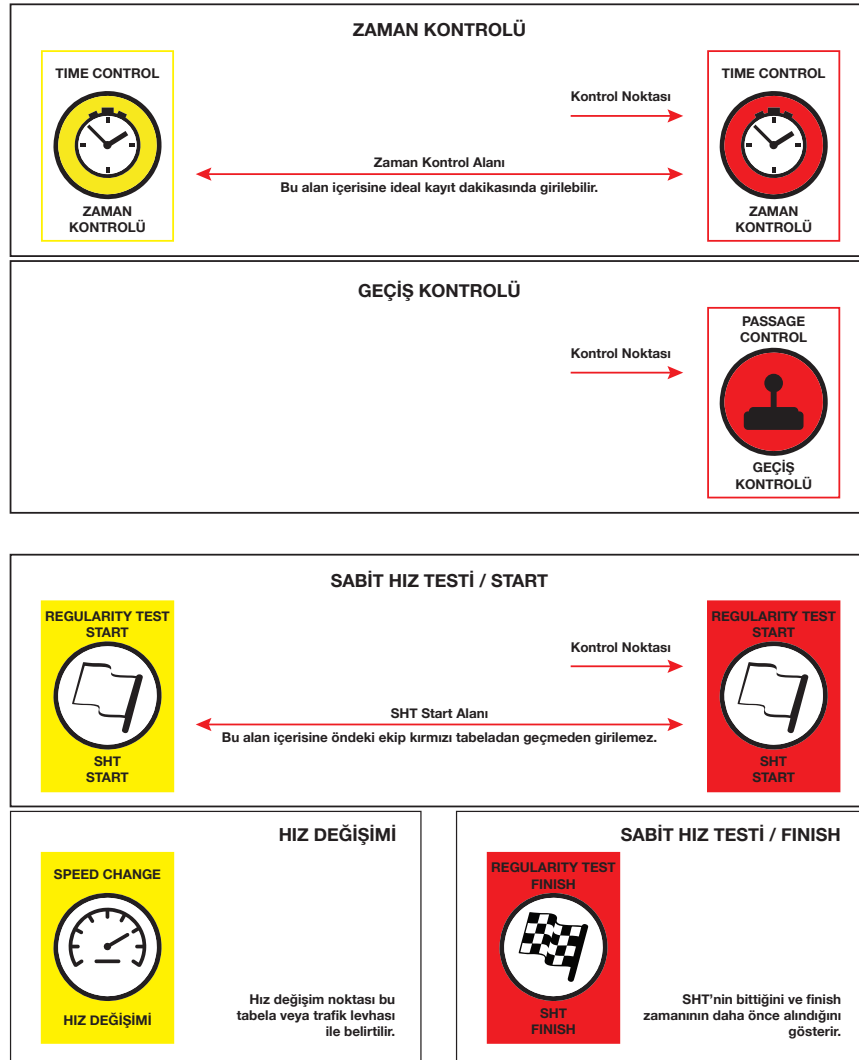 ZAMAN KONTROLÜ
TIME CONTROL
ZAMAN
KONTROLÜ
Kontrol Noktası
Zaman Kontrol Alanı
Bu alan içerisine ideal kayıt dakikasında girilebilir.
TIME CONTROL
ZAMAN
KONTROLÜ
GEÇİŞ KONTROLÜ
Kontrol Noktası
PASSAGE
CONTROL
GEÇİŞ
KONTROLÜ
SABİT HIZ TESTİ / START
REGULARITY TEST
START
SHT
START
Kontrol Noktası
SHT Start Alanı
Bu alan içerisine öndeki ekip kırmızı tabeladan geçmeden girilemez.
REGULARITY TEST
START
SHT
START
HIZ DEĞİŞİMİ
SPEED CHANGE
HIZ DEĞİŞİMİ
Hız değişim noktası bu
tabela veya trafik levhası
ile belirtilir.
SABİT HIZ TESTİ / FINISH
REGULARITY TEST
FINISH
SHT
FINISH
SHT’nin bittiğini ve finish
zamanının daha önce alındığını
gösterir.